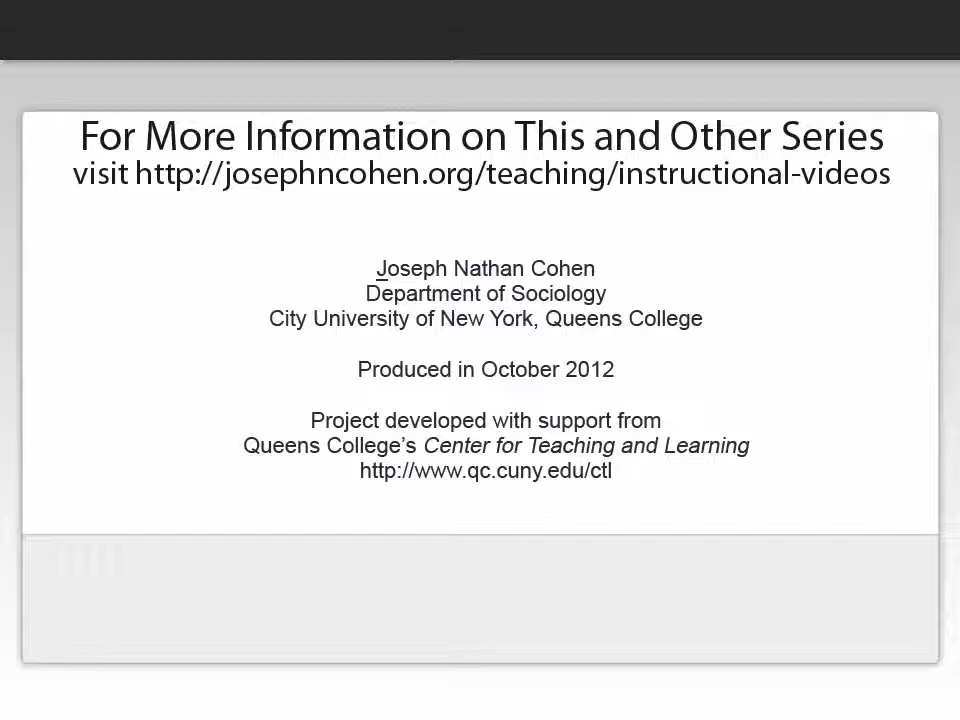 For More Information on This and Other Series
visit http://josephncohen.org/teaching/instructional-videos
Joseph Nathan Cohen
Department of Sociology
City University of New York, Queens College
Produced in October 2012
Project developed with support from
Queens College’s Center for Teaching and Learning
http://www.qc.cuny.edu/ctl